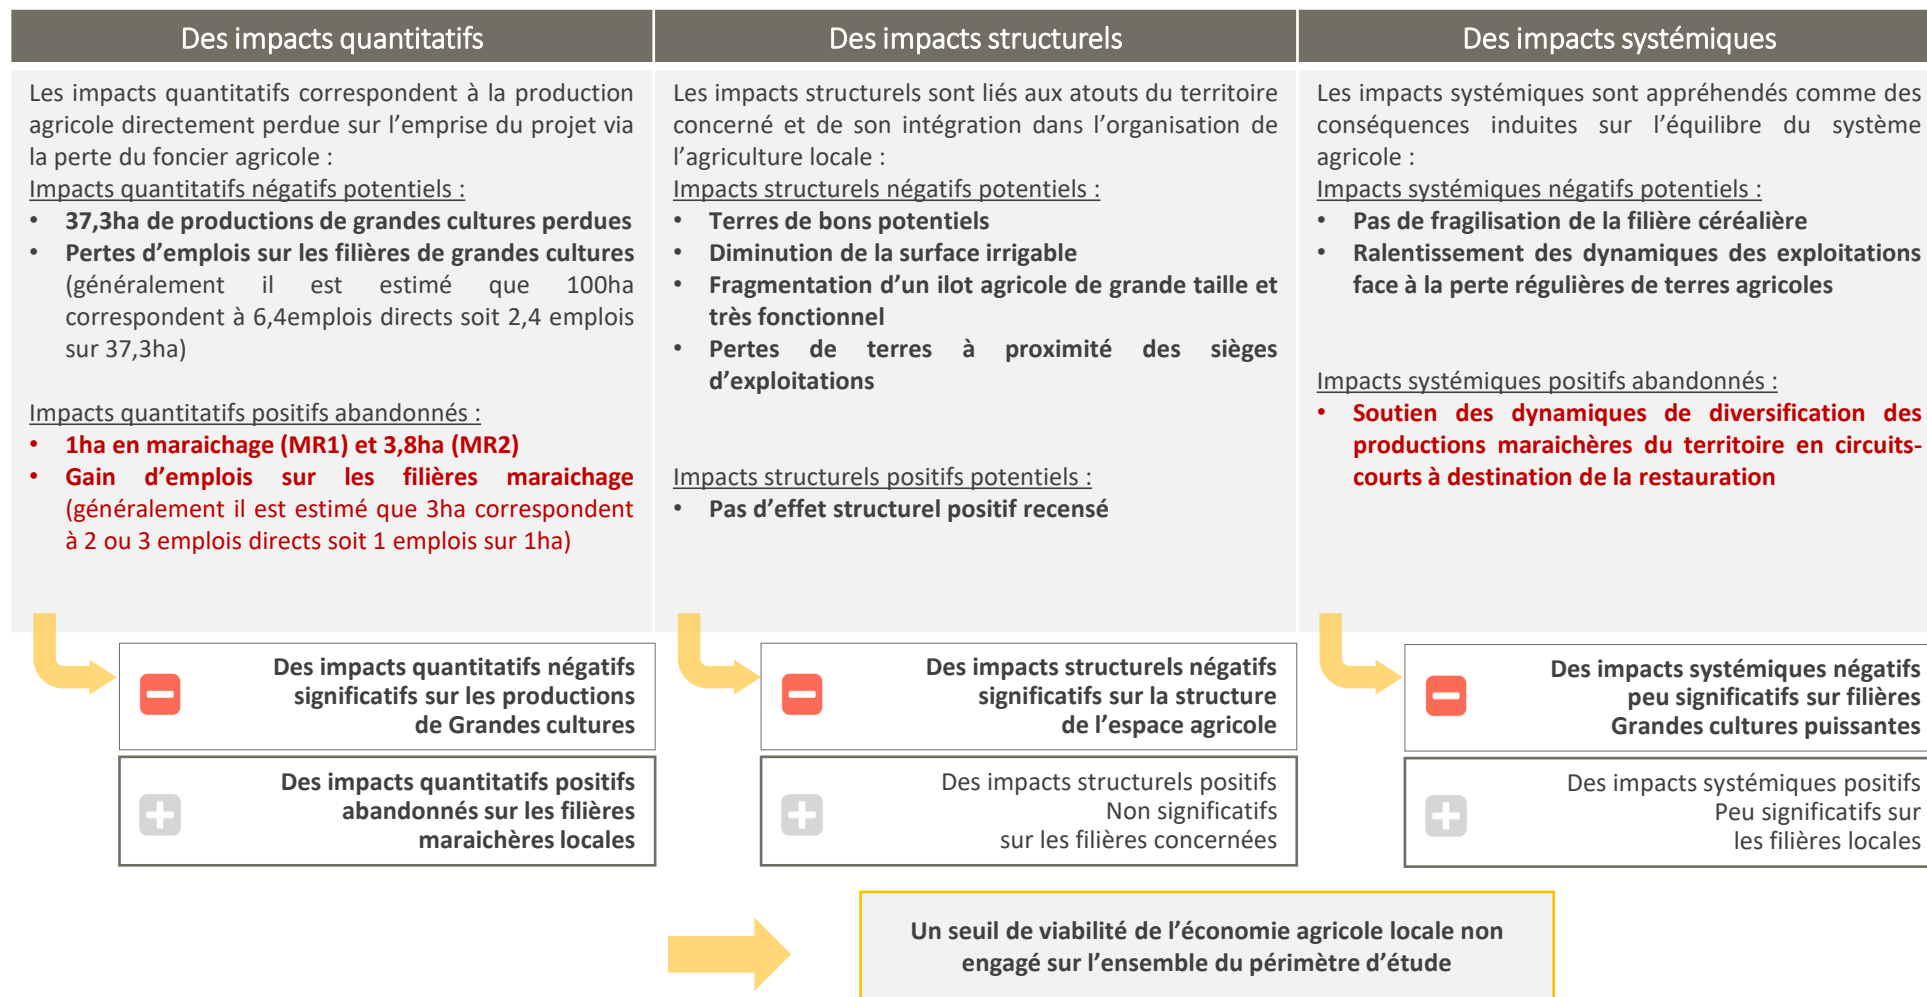 Des impacts quantitatifs
Les impacts quantitatifs correspondent à la production
agricole directement perdue sur l’emprise du projet via
la perte du foncier agricole :
Impacts quantitatifs négatifs potentiels :
• 37,3ha de productions de grandes cultures perdues
• Pertes d’emplois sur les filières de grandes cultures
(généralement il est estimé que 100ha
correspondent à 6,4emplois directs soit 2,4 emplois
sur 37,3ha)
Impacts quantitatifs positifs abandonnés :
• 1ha en maraichage (MR1) et 3,8ha (MR2)
• Gain d’emplois sur les filières maraichage
(généralement il est estimé que 3ha correspondent
à 2 ou 3 emplois directs soit 1 emplois sur 1ha)
Des impacts structurels
Les impacts structurels sont liés aux atouts du territoire
concerné et de son intégration dans l’organisation de
l’agriculture locale :
Impacts structurels négatifs potentiels :
• Terres de bons potentiels
• Diminution de la surface irrigable
• Fragmentation d’un ilot agricole de grande taille et
très fonctionnel
• Pertes de terres à proximité des sièges
d’exploitations
Impacts structurels positifs potentiels :
• Pas d’effet structurel positif recensé
Des impacts systémiques
Les impacts systémiques sont appréhendés comme des
conséquences induites sur l’équilibre du système
agricole :
Impacts systémiques négatifs potentiels :
• Pas de fragilisation de la filière céréalière
• Ralentissement des dynamiques des exploitations
face à la perte régulières de terres agricoles
Impacts systémiques positifs abandonnés :
• Soutien des dynamiques de diversification des
productions maraichères du territoire en circuits-
courts à destination de la restauration
Des impacts quantitatifs négatifs
significatifs sur les productions
de Grandes cultures
Des impacts quantitatifs positifs
abandonnés sur les filières
maraichères locales
Des impacts structurels négatifs
significatifs sur la structure
de l’espace agricole
Des impacts structurels positifs
Non significatifs
sur les filières concernées
Des impacts systémiques négatifs
peu significatifs sur filières
Grandes cultures puissantes
Des impacts systémiques positifs
Peu significatifs sur
les filières locales
Un seuil de viabilité de l’économie agricole locale non
engagé sur l’ensemble du périmètre d’étude